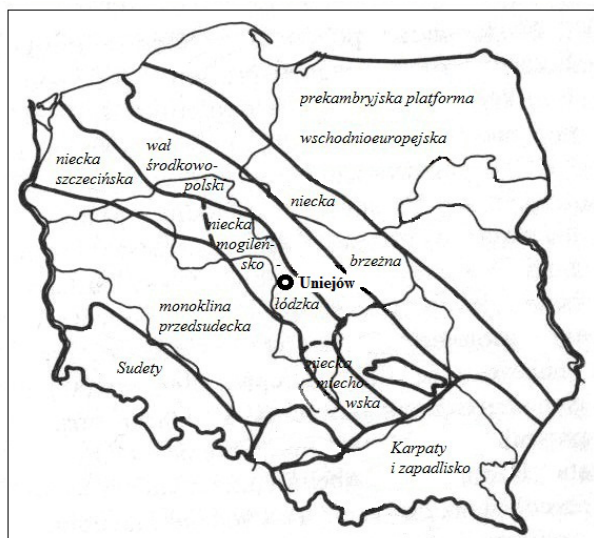 prekambryjska platforma
wschodnioeuropejska
wał
środkowo-
polski
niecka
szczecińska
niecka
brzeżna
niecka
mogileń-
sko -
łódzka
Uniejów
monoklina
przedsudecka
Sudety
niecka
miecho-
wska
Karpaty
i zapadlisko